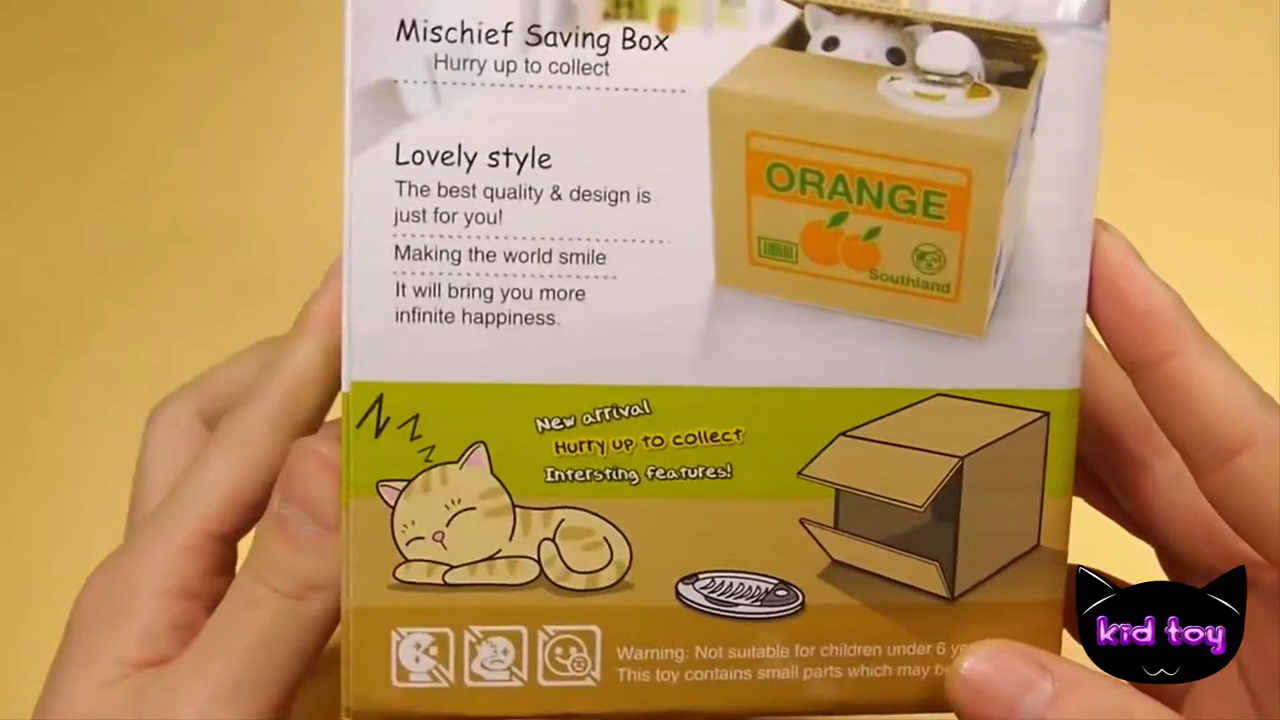 Mischief Saving Box
Hurry up to collect
Lovely style
The best quality & design is
just for you!
Making the world smile
It will bring you more
infinite happiness.
ORANGE
Southland
New arrival
Hurry up to collect
Intersting features!
Warning: Not suitable for children under 6
This toy contains small parts which may
kid toy